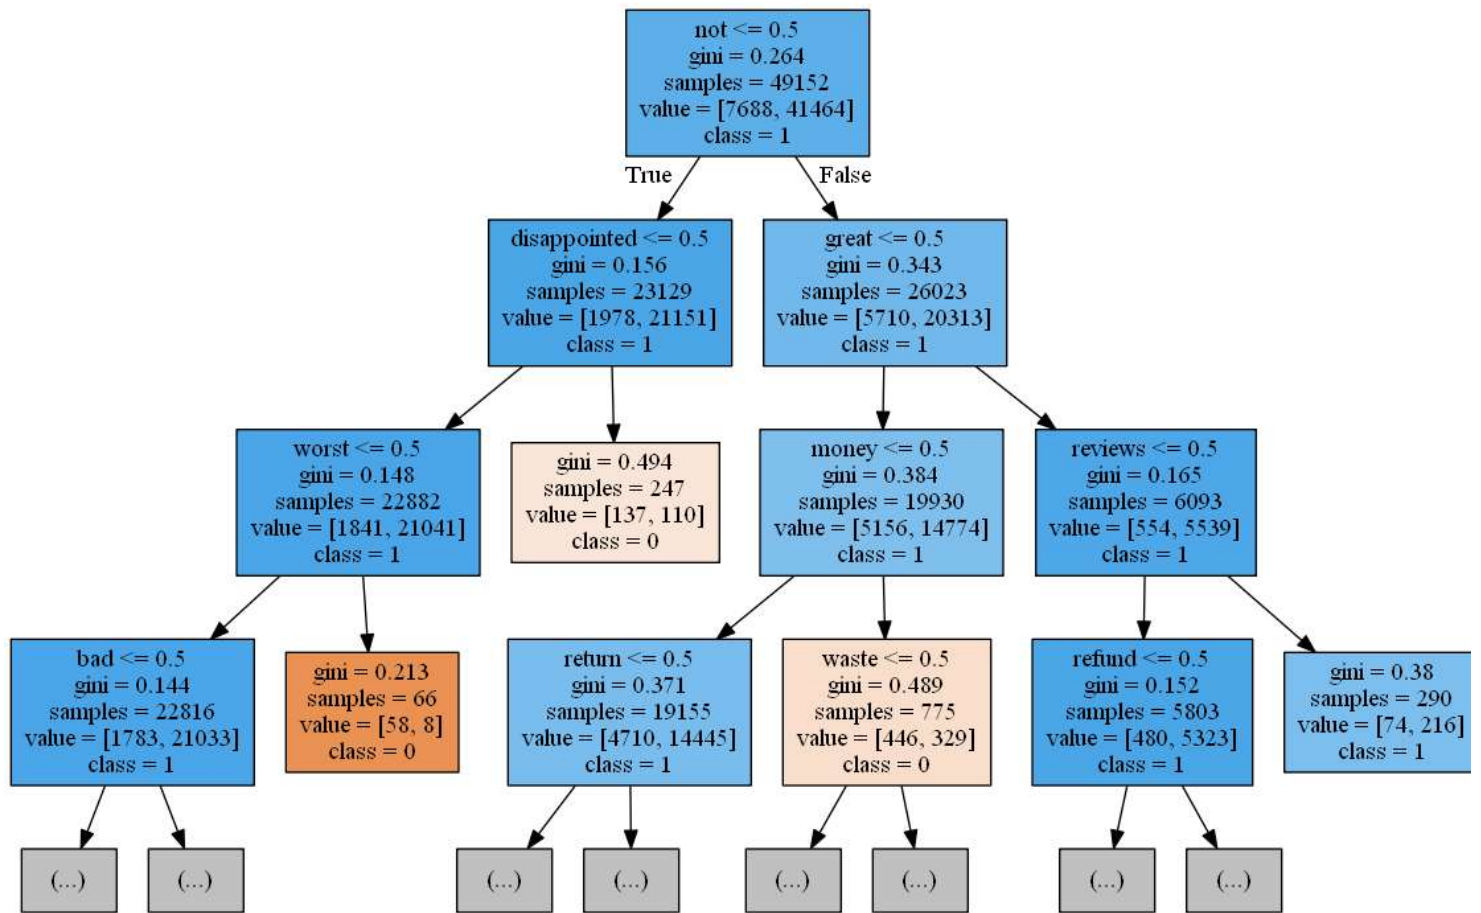 not <= 0.5
gini = 0.264
samples = 49152
value = [7688, 41464]
class = 1
True
False
disappointed <= 0.5
gini = 0.156
samples = 23129
value = [1978, 21151]
class = 1
great <= 0.5
gini = 0.343
samples = 26023
value = [5710, 20313]
class = 1
worst <= 0.5
gini = 0.148
samples = 22882
value = [1841, 21041]
class = 1
gini = 0.494
samples = 247
value = [137, 110]
class = 0
money <= 0.5
gini = 0.384
samples = 19930
value = [5156, 14774]
class = 1
reviews <= 0.5
gini = 0.165
samples = 6093
value = [554, 5539]
class = 1
bad <= 0.5
gini = 0.144
samples = 22816
value = [1783, 21033]
class = 1
gini = 0.213
samples = 66
value = [58, 8]
class = 0
return <= 0.5
gini = 0.371
samples = 19155
value = [4710, 14445]
class = 1
waste <= 0.5
gini = 0.489
samples = 775
value = [446, 329]
class = 0
refund <= 0.5
gini = 0.152
samples = 5803
value = [480, 5323]
class = 1
gini = 0.38
samples = 290
value = [74, 216]
class = 1
(...)
(...)
(...)
(...)
(...)
(...)
(...)
(...)